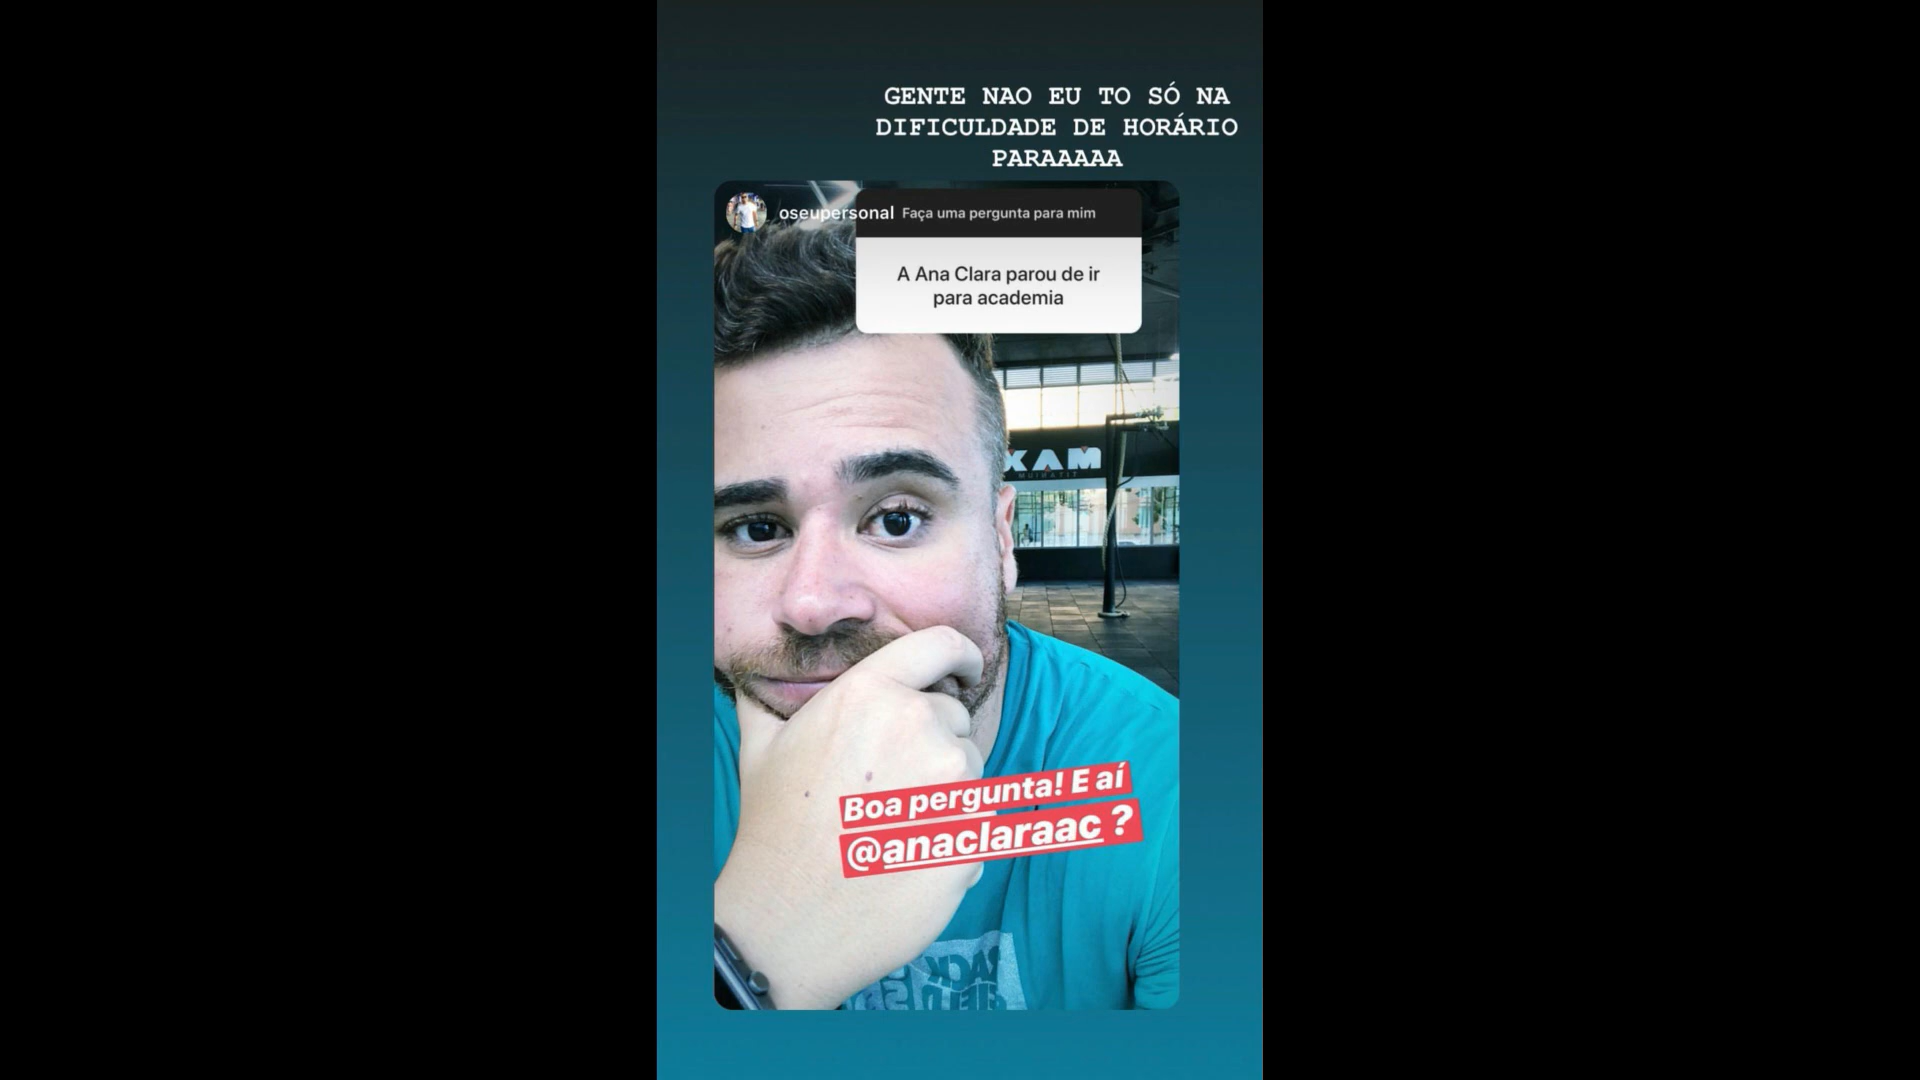 GENTE NAO EU TO SÓ NA
DIFICULDADE DE HORÁRIO
PARAAAAA
oseupersonal
Faça uma pergunta para mim
A Ana Clara parou de ir
para academia
XAM
Boa pergunta! E aí
@anaclaraac ?